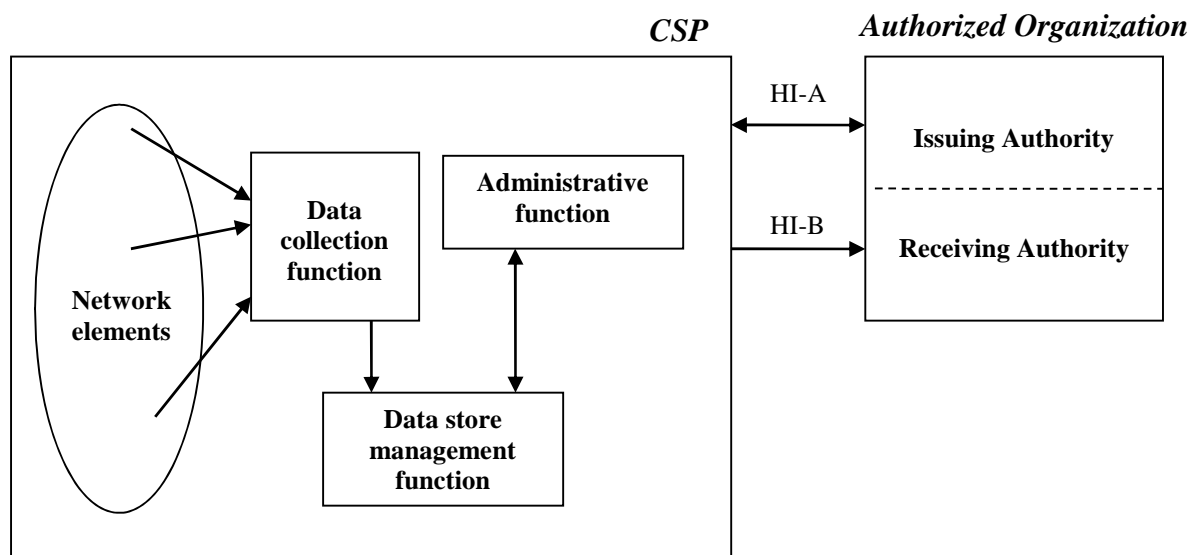 CSP
Authorized Organization
HI-A
Issuing Authority
HI-B
Receiving Authority
Network
elements
Data
collection
function
Administrative
function
Data store
management
function